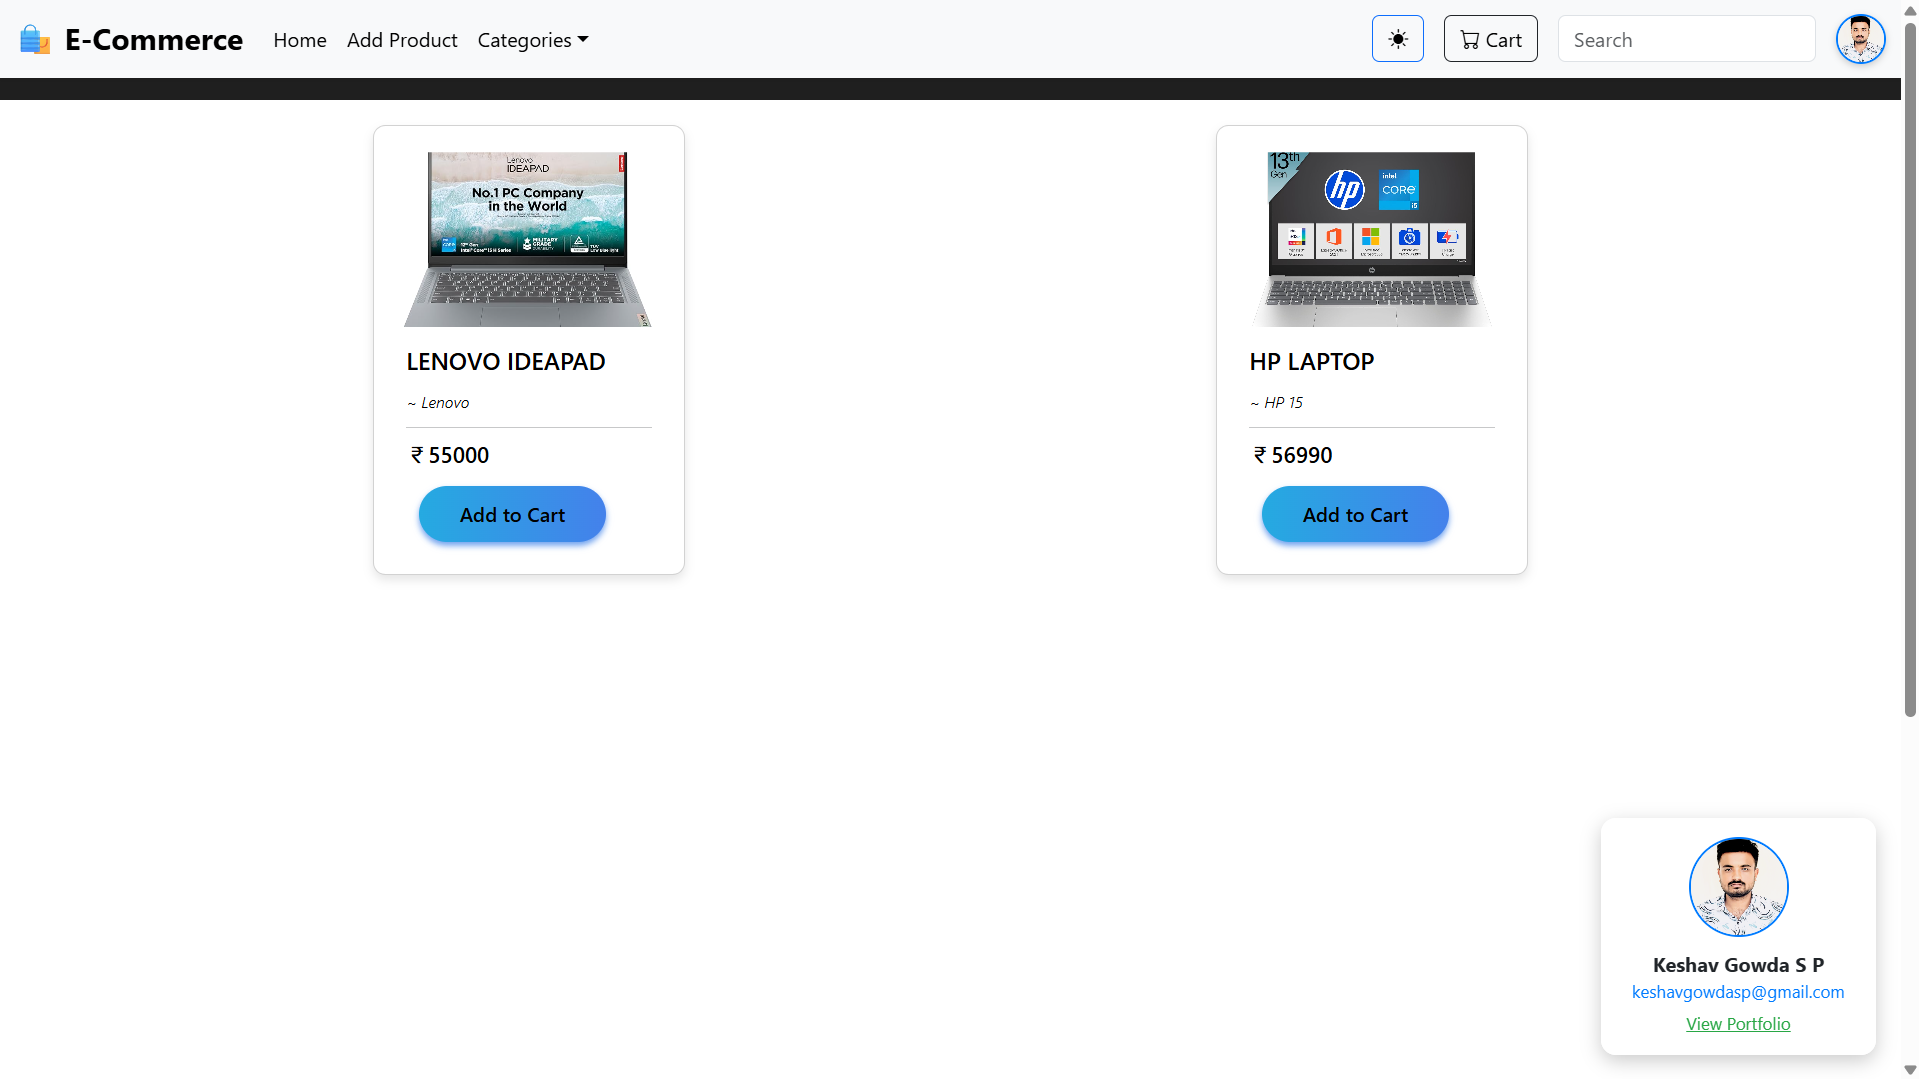 E-Commerce Home Add Product Categories Cart Search
Lenovo
IDEAPAD
No.1 PC Company
in the World
MILITARY
GRADE
LENOVO IDEAPAD
~ Lenovo
₹ 55000
Add to Cart
13th
Gen
hp
intel
CORE
i5
HP LAPTOP
~ HP 15
₹ 56990
Add to Cart
Keshav Gowda S P
keshavgowdasp@gmail.com
View Portfolio